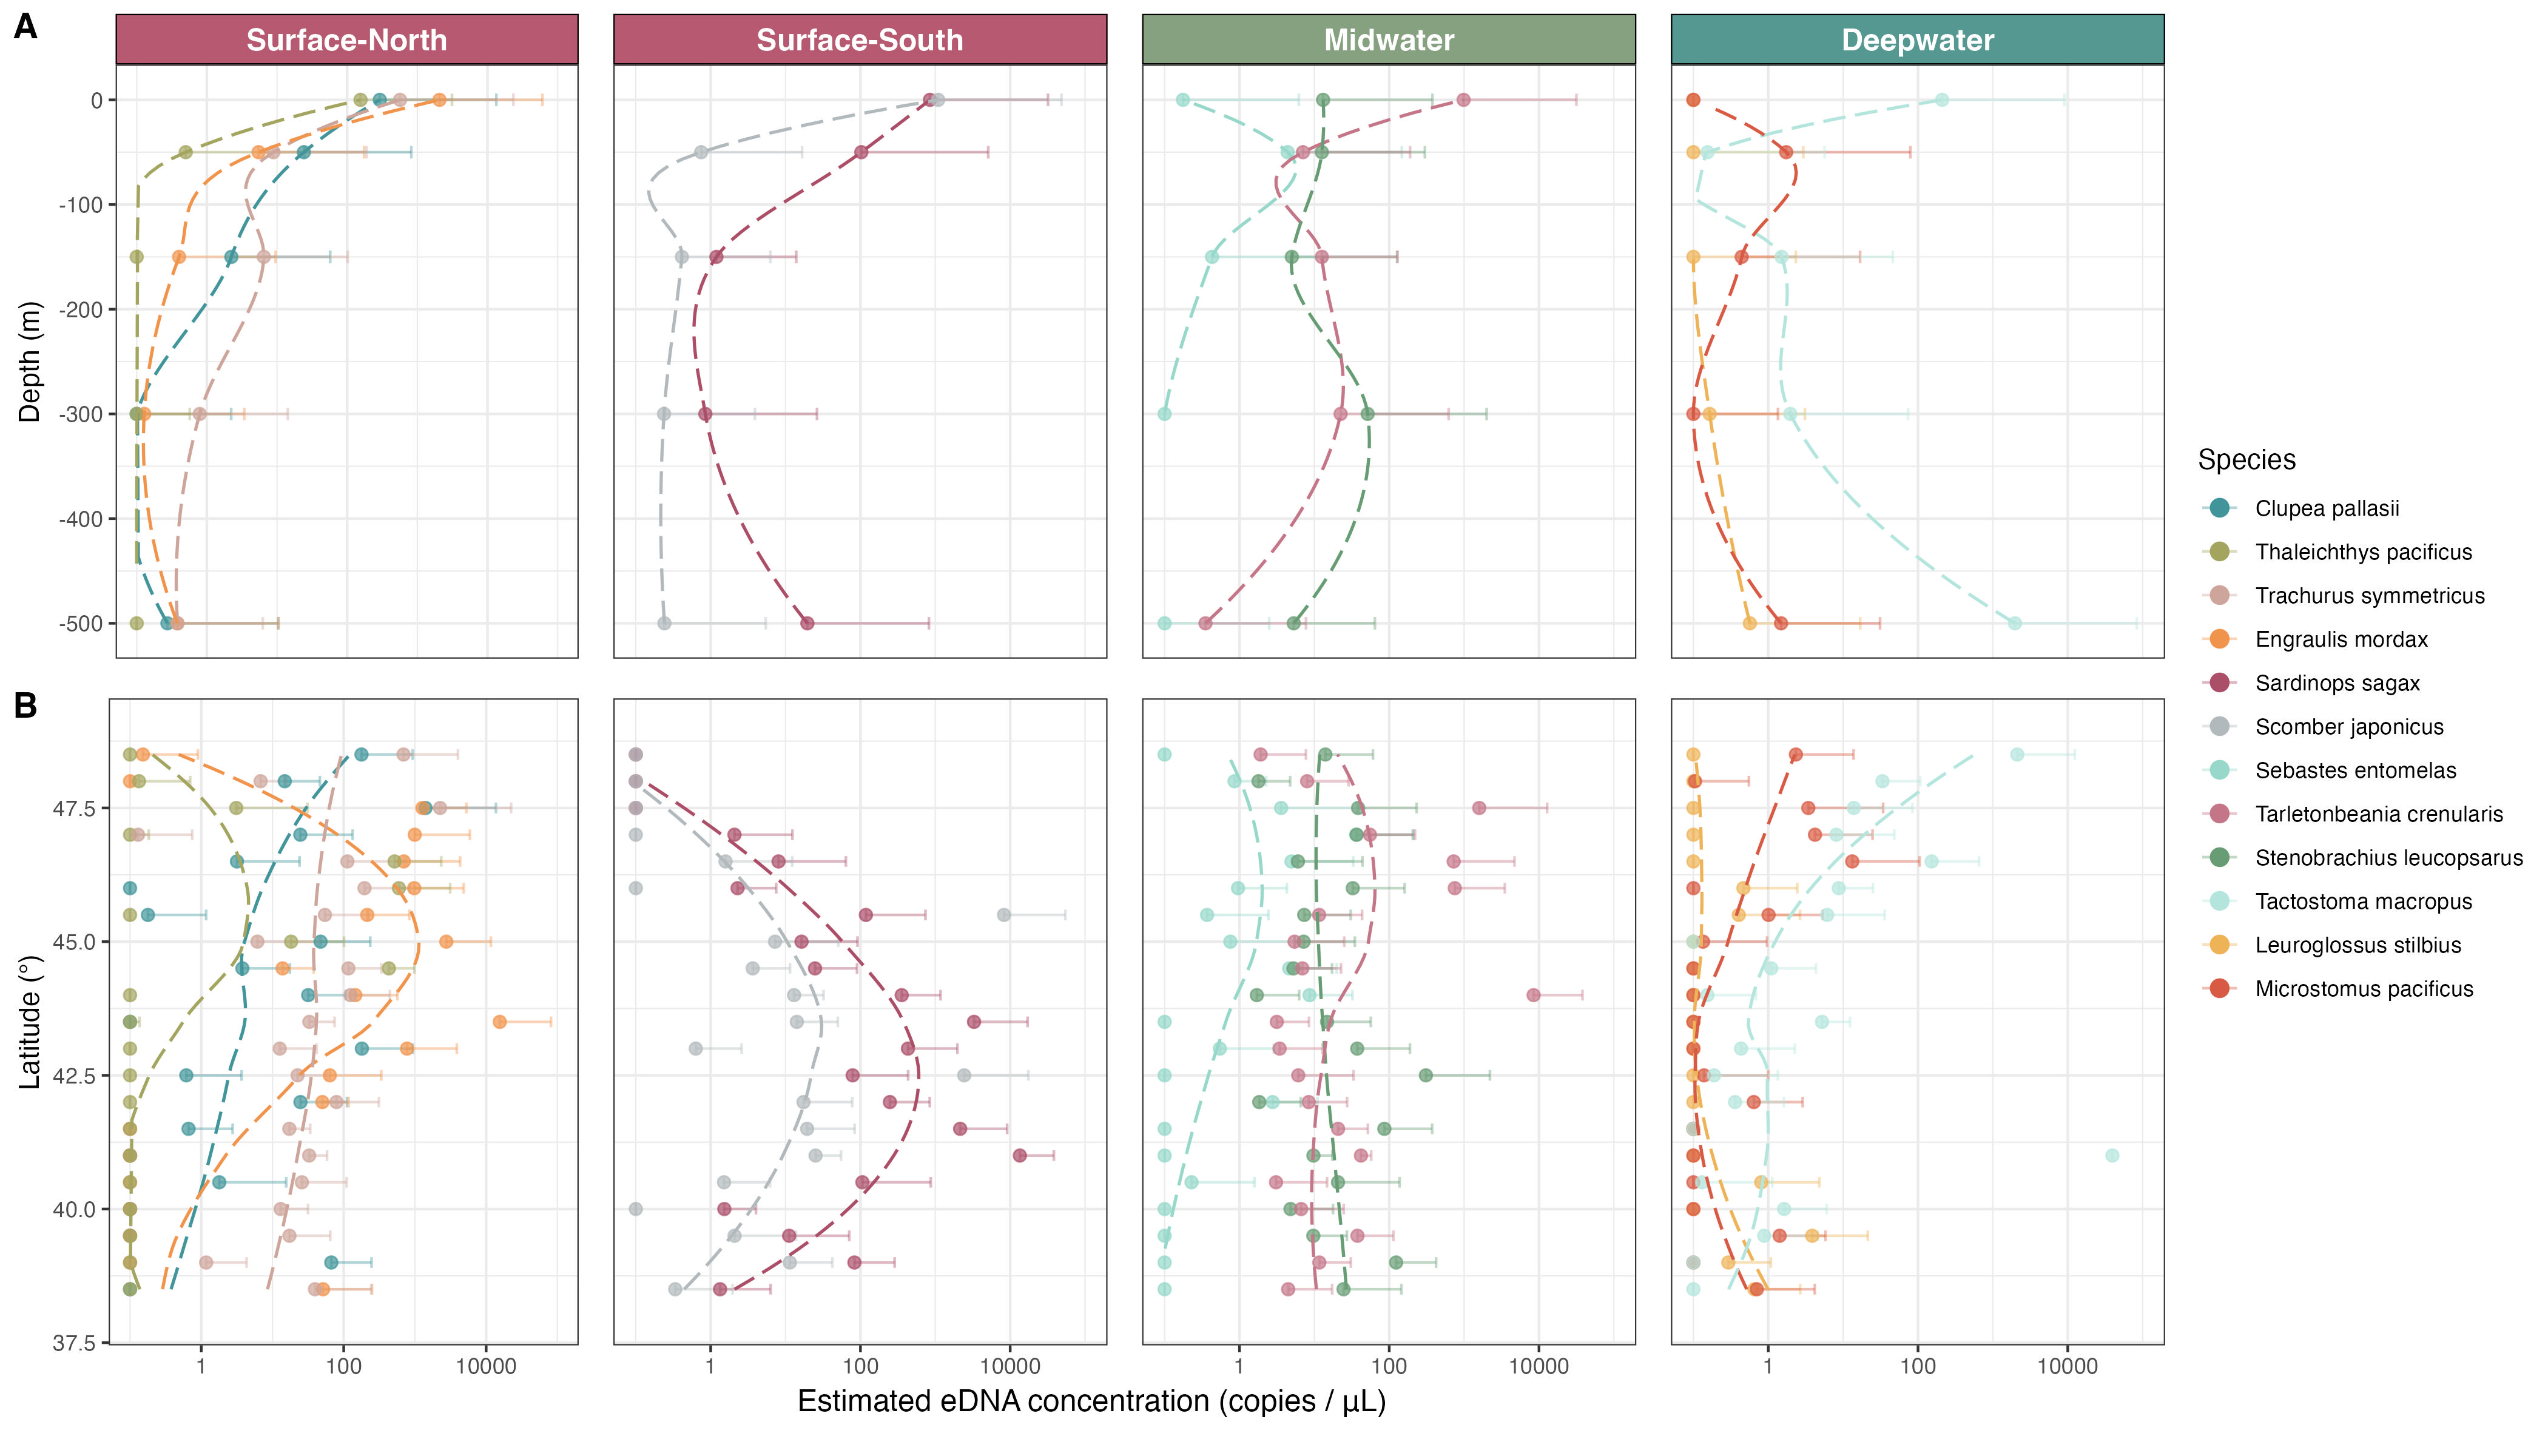 A
Surface-North
Surface-South
Midwater
Deepwater
0
-100
-200
-300
-400
-500
Depth (m)
B
47.5
45.0
42.5
40.0
37.5
Latitude (°)
1 100 10000
1 100 10000
1 100 10000
1 100 10000
Estimated eDNA concentration (copies / µL)
Species
Clupea pallasii
Thaleichthys pacificus
Trachurus symmetricus
Engraulis mordax
Sardinops sagax
Scomber japonicus
Sebastes entomelas
Tarletonbeania crenularis
Stenobrachius leucopsarus
Tactostoma macropus
Leuroglossus stilbius
Microstomus pacificus